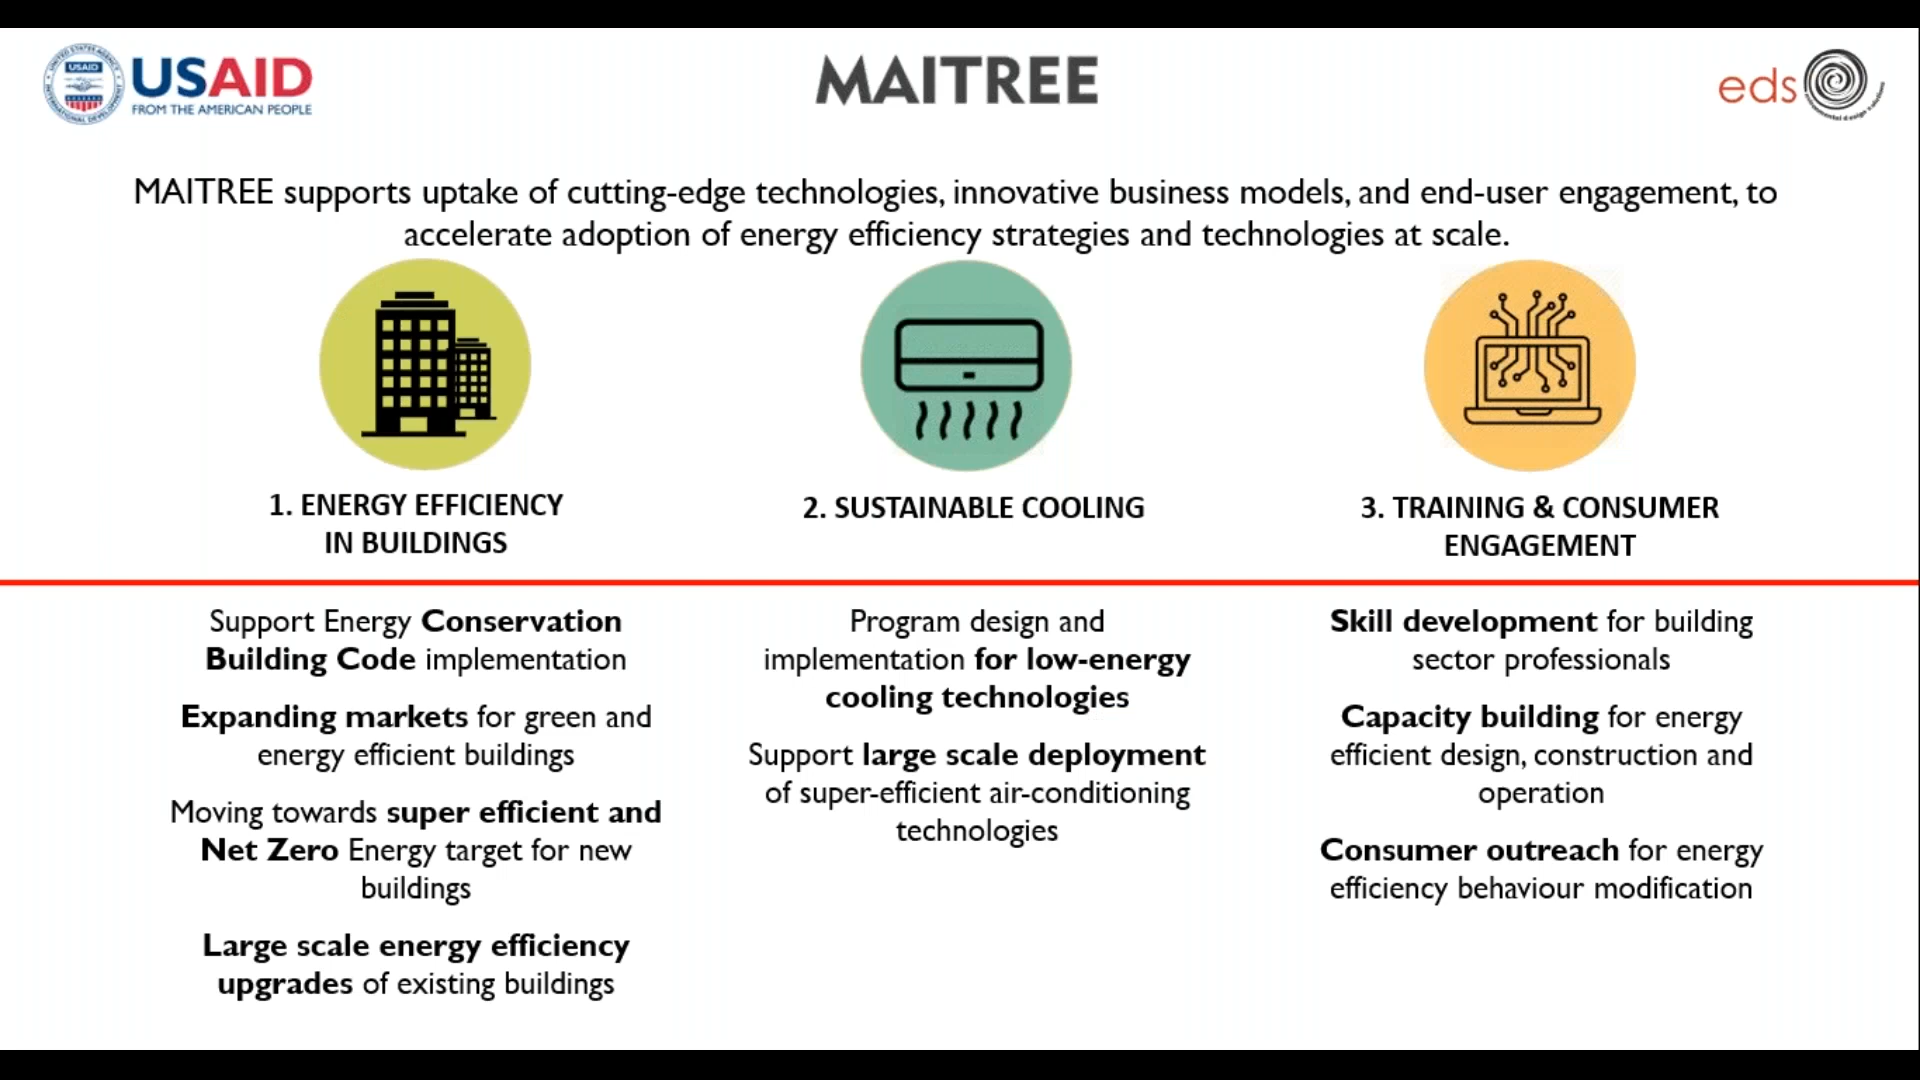 USAID
USAID
FROM THE AMERICAN PEOPLE
MAITREE
eds
MAITREE supports uptake of cutting-edge technologies, innovative business models, and end-user engagement, to
accelerate adoption of energy efficiency strategies and technologies at scale.
1. ENERGY EFFICIENCY
IN BUILDINGS
2. SUSTAINABLE COOLING
3. TRAINING & CONSUMER
ENGAGEMENT
Support Energy Conservation
Building Code implementation
Expanding markets for green and
energy efficient buildings
Moving towards super efficient and
Net Zero Energy target for new
buildings
Large scale energy efficiency
upgrades of existing buildings
Program design and
implementation for low-energy
cooling technologies
Support large scale deployment
of super-efficient air-conditioning
technologies
Skill development for building
sector professionals
Capacity building for energy
efficient design, construction and
operation
Consumer outreach for energy
efficiency behaviour modification